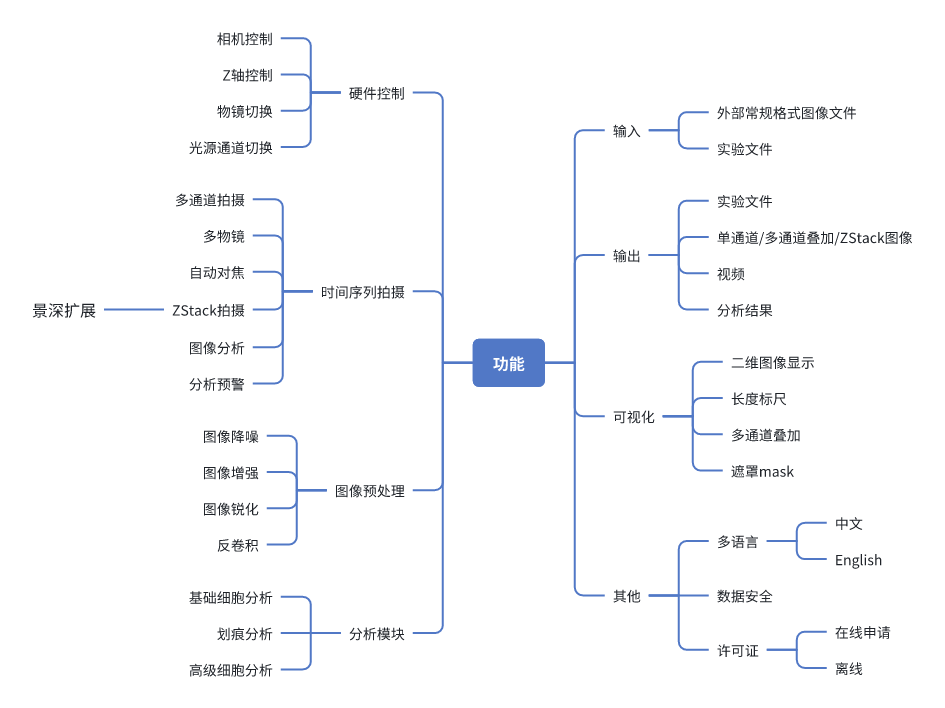 功能
硬件控制
相机控制
Z轴控制
物镜切换
光源通道切换
时间序列拍摄
多通道拍摄
多物镜
自动对焦
ZStack拍摄
景深扩展
图像分析
分析预警
图像预处理
图像降噪
图像增强
图像锐化
反卷积
分析模块
基础细胞分析
划痕分析
高级细胞分析
输入
外部常规格式图像文件
实验文件
输出
实验文件
单通道/多通道叠加/ZStack图像
视频
分析结果
可视化
二维图像显示
长度标尺
多通道叠加
遮罩mask
其他
多语言
中文
English
数据安全
许可证
在线申请
离线